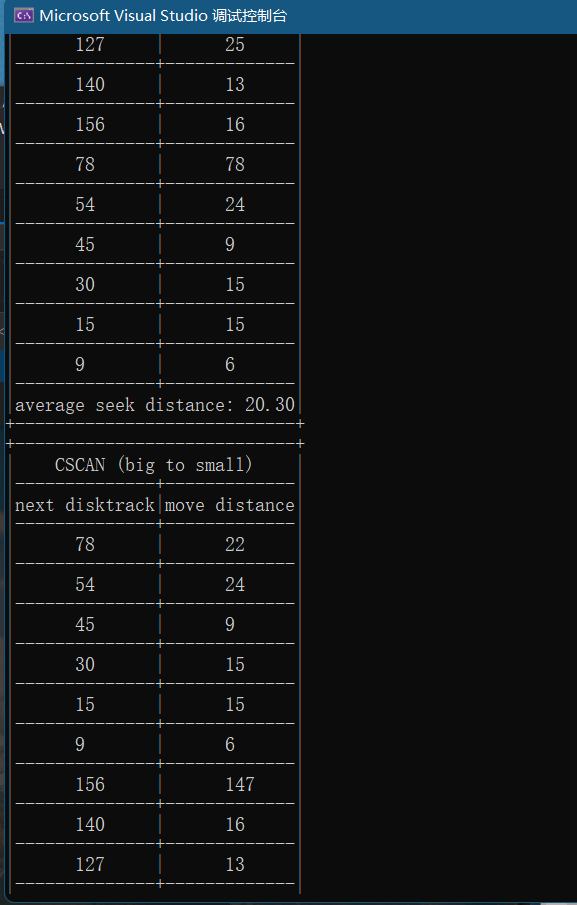 Microsoft Visual Studio 调试控制台
127 | 25
--------------+-------------
140 | 13
--------------+-------------
156 | 16
--------------+-------------
78 | 78
--------------+-------------
54 | 24
--------------+-------------
45 | 9
--------------+-------------
30 | 15
--------------+-------------
15 | 15
--------------+-------------
9 | 6
--------------+-------------
average seek distance: 20.30
+----------------------------+
+----------------------------+
CSCAN (big to small)
--------------+-------------
next disktrack|move distance
--------------+-------------
78 | 22
--------------+-------------
54 | 24
--------------+-------------
45 | 9
--------------+-------------
30 | 15
--------------+-------------
15 | 15
--------------+-------------
9 | 6
--------------+-------------
156 | 147
--------------+-------------
140 | 16
--------------+-------------
127 | 13
--------------+-------------